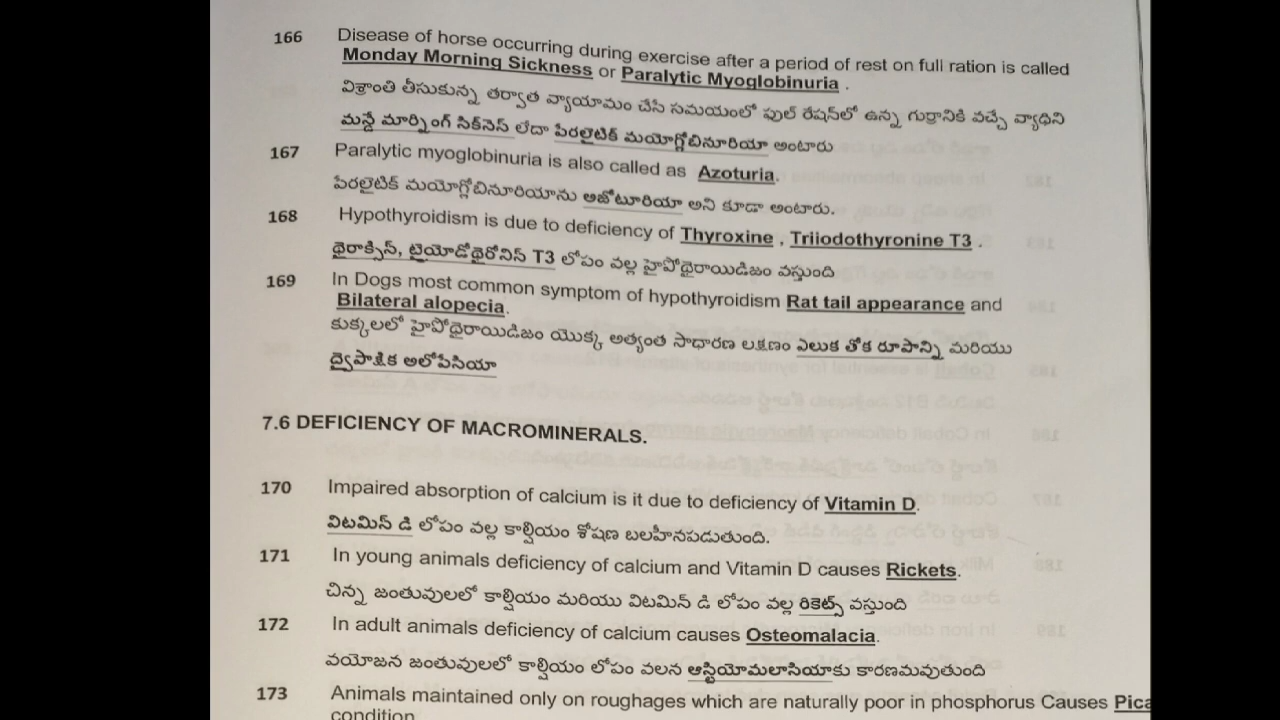 166 Disease of horse occurring during exercise after a period of rest on full ration is called
Monday Morning Sickness or Paralytic Myoglobinuria .
విశ్రాంతి తీసుకున్న తర్వాత వ్యాయామం చేసే సమయంలో ఫుల్ రేషన్‌లో ఉన్న గుర్రానికి వచ్చే వ్యాధిని
మన్డే మార్నింగ్ సిక్‌నెస్ లేదా పేరలైటిక్ మయోగ్లోబినూరియా అంటారు
167 Paralytic myoglobinuria is also called as Azoturia.
పేరలైటిక్ మయోగ్లోబినూరియాను అజోటూరియా అని కూడా అంటారు.
168 Hypothyroidism is due to deficiency of Thyroxine , Triiodothyronine T3 .
థైరాక్సిన్, ట్రైయోడోథైరోనిన్ T3 లోపం వల్ల హైపోథైరాయిడిజం వస్తుంది
169 In Dogs most common symptom of hypothyroidism Rat tail appearance and
Bilateral alopecia.
కుక్కలలో హైపోథైరాయిడిజం యొక్క అత్యంత సాధారణ లక్షణం ఎలుక తోక రూపాన్ని మరియు
ద్వైపాక్షిక అలోపేసియా
7.6 DEFICIENCY OF MACROMINERALS.
170 Impaired absorption of calcium is it due to deficiency of Vitamin D.
విటమిన్ డి లోపం వల్ల కాల్షియం శోషణ బలహీనపడుతుంది.
171 In young animals deficiency of calcium and Vitamin D causes Rickets.
చిన్న జంతువులలో కాల్షియం మరియు విటమిన్ డి లోపం వల్ల రికెట్స్ వస్తుంది
172 In adult animals deficiency of calcium causes Osteomalacia.
వయోజన జంతువులలో కాల్షియం లోపం వలన ఆస్టియోమలాసియాకు కారణమవుతుంది
173 Animals maintained only on roughages which are naturally poor in phosphorus Causes Pica
condition